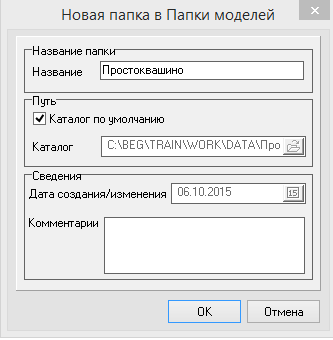 Новая папка в Папки моделей
Название папки
Название Простоквашино
Путь
Каталог по умолчанию
Каталог C:\BEG\TRAIN\WORK\DATA\Про
Сведения
Дата создания/изменения 06.10.2015 15
Комментарии
OK Отмена